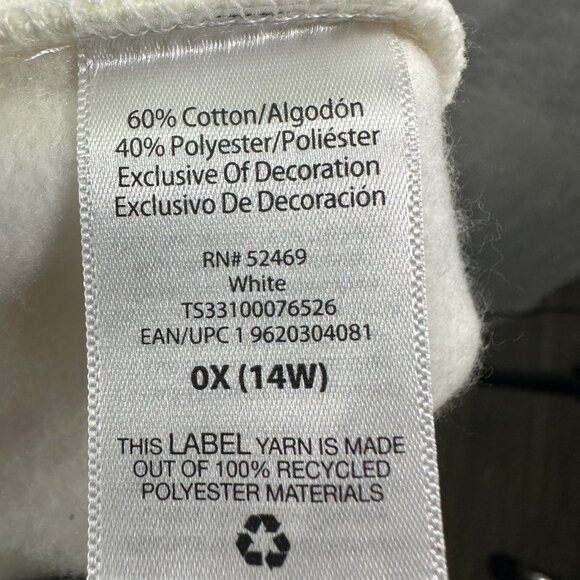 60% Cotton/Algodón
40% Polyester/Poliéster
Exclusive Of Decoration
Exclusivo De Decoración
RN# 52469
White
TS33100076526
EAN/UPC 1 9620304081
0X (14W)
THIS LABEL YARN IS MADE
OUT OF 100% RECYCLED
POLYESTER MATERIALS